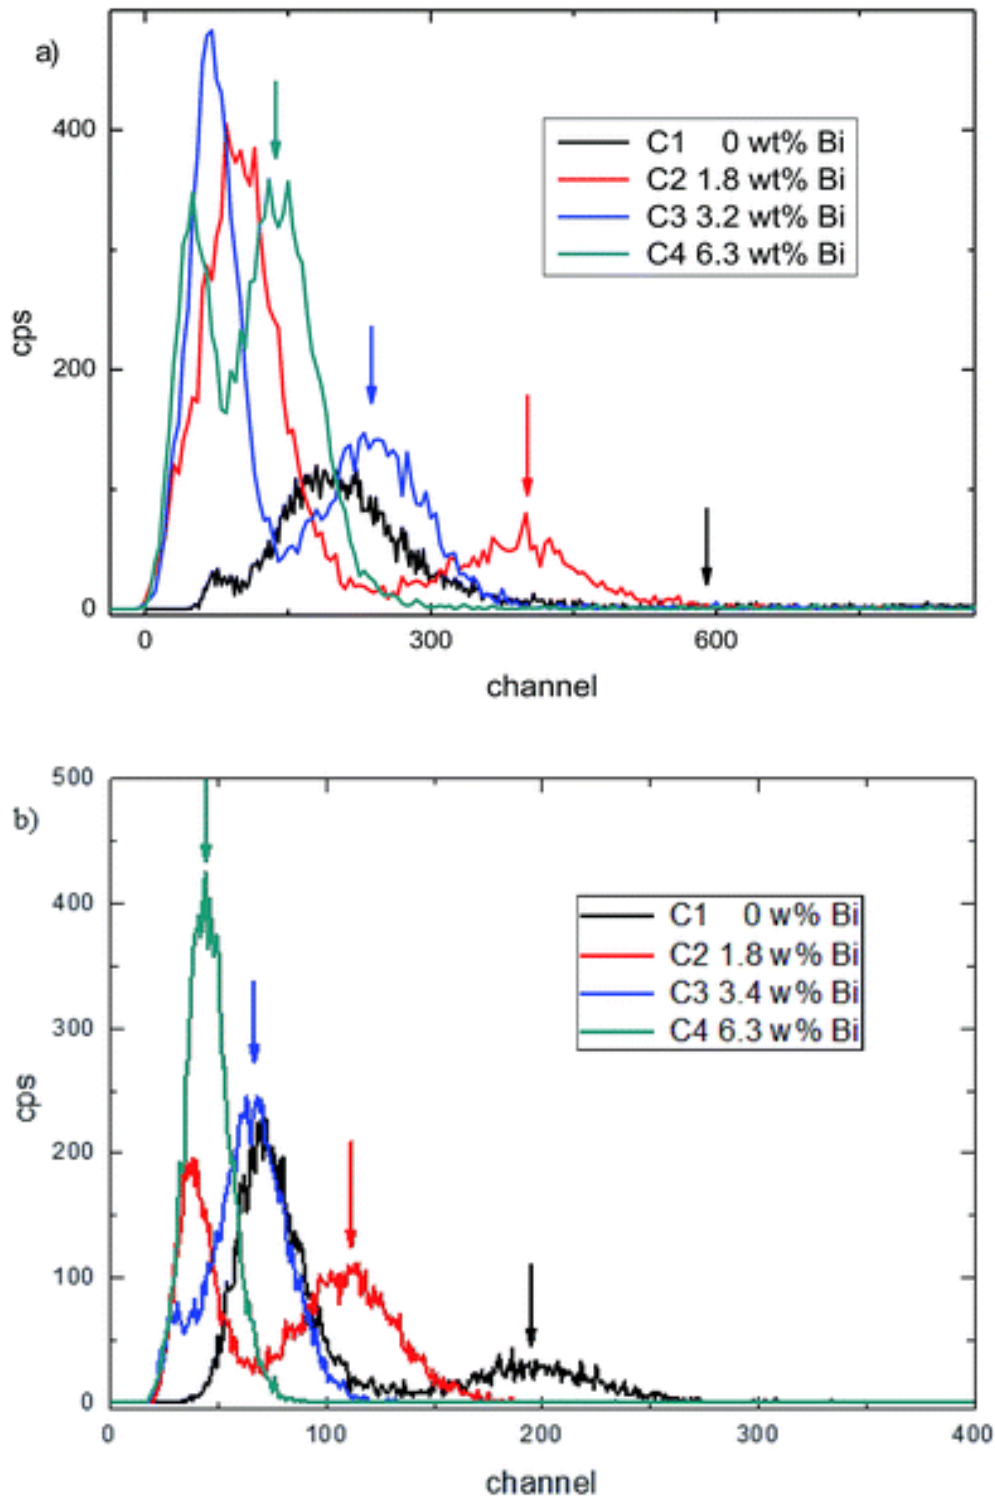 a)
400
200
0
cps
C1 0 wt% Bi
C2 1.8 wt% Bi
C3 3.2 wt% Bi
C4 6.3 wt% Bi
0 300 600
channel
b)
500
400
300
200
100
0
cps
C1 0 w% Bi
C2 1.8 w% Bi
C3 3.4 w% Bi
C4 6.3 w% Bi
0 100 200 300 400
channel